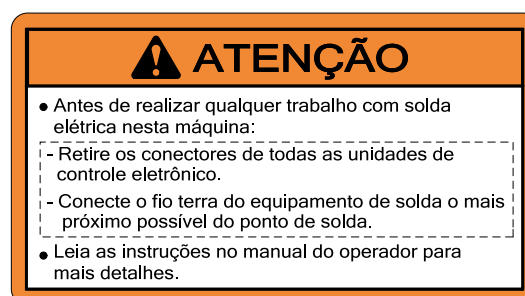 ATENÇÃO
• Antes de realizar qualquer trabalho com solda
elétrica nesta máquina:
- Retire os conectores de todas as unidades de
controle eletrônico.
- Conecte o fio terra do equipamento de solda o mais
próximo possível do ponto de solda.
• Leia as instruções no manual do operador para
mais detalhes.